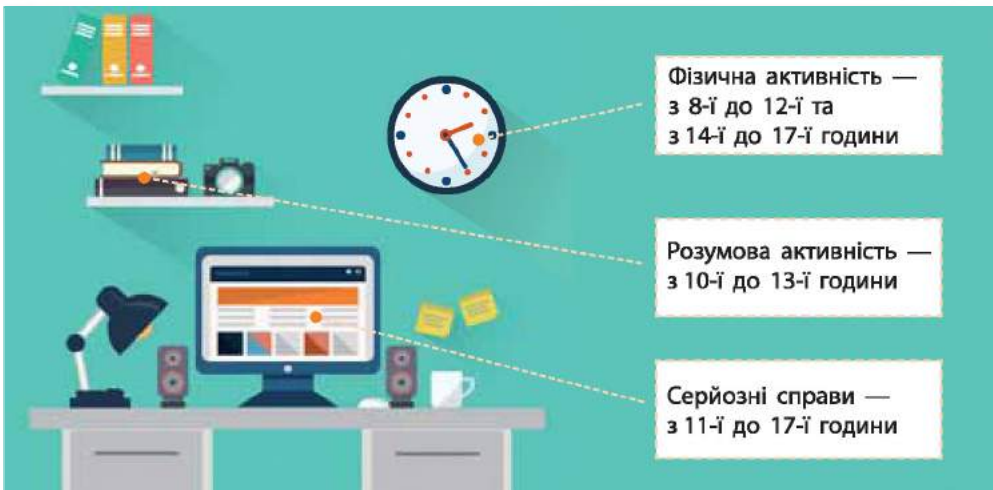 Фізична активність —
з 8-ї до 12-ї та
з 14-ї до 17-ї години
Розумова активність —
з 10-ї до 13-ї години
Серйозні справи —
з 11-ї до 17-ї години